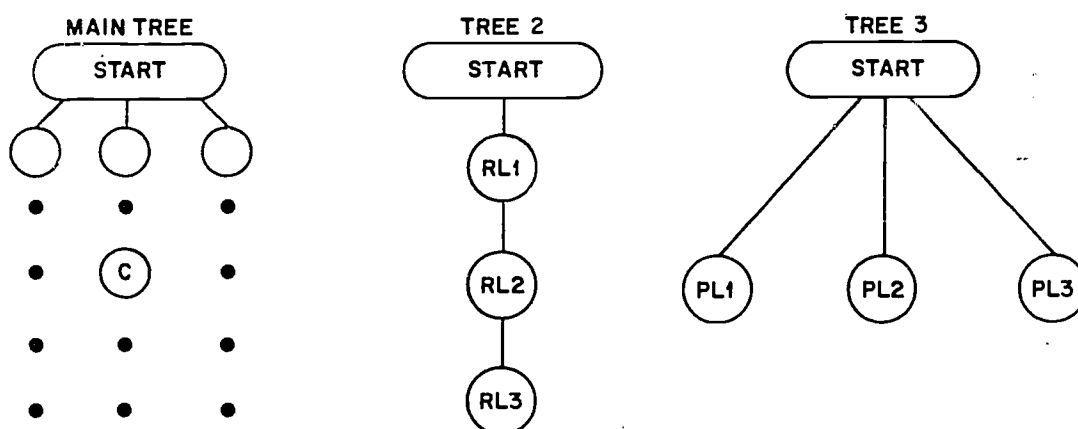 MAIN TREE
START
C
TREE 2
START
RL1
RL2
RL3
TREE 3
START
PL1 PL2 PL3